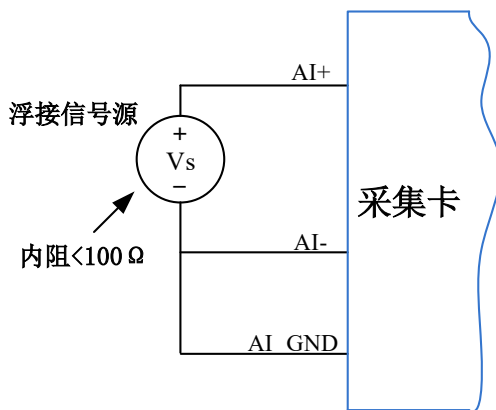 AI+
浮接信号源
+
Vs
−
采集卡
AI-
内阻<100Ω
AI_GND